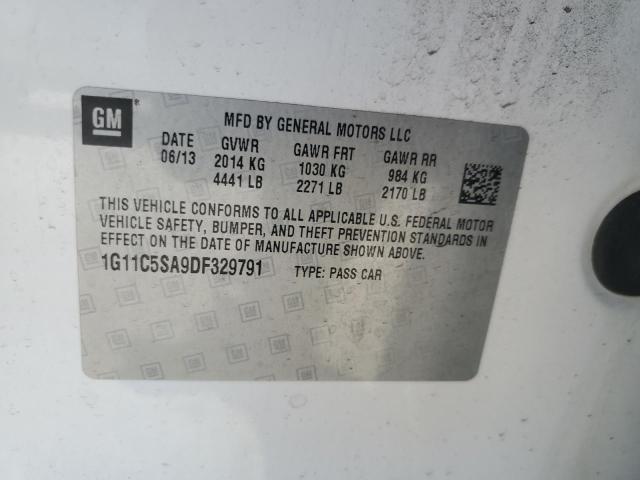 GM
MFD BY GENERAL MOTORS LLC
DATE GVWR GAWR FRT GAWR RR
06/13 2014 KG 1030 KG 984 KG
4441 LB 2271 LB 2170 LB
THIS VEHICLE CONFORMS TO ALL APPLICABLE U.S. FEDERAL MOTOR
VEHICLE SAFETY, BUMPER, AND THEFT PREVENTION STANDARDS IN
EFFECT ON THE DATE OF MANUFACTURE SHOWN ABOVE.
1G11C5SA9DF329791 TYPE: PASS CAR